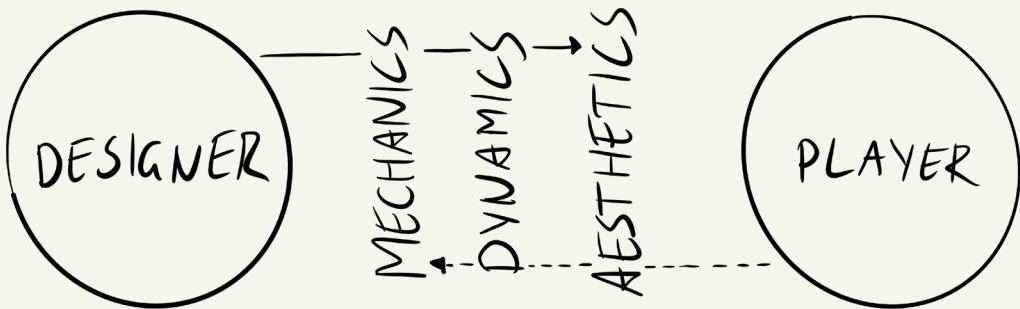 DESIGNER
MECHANICS
DYNAMICS
AESTHETICS
PLAYER